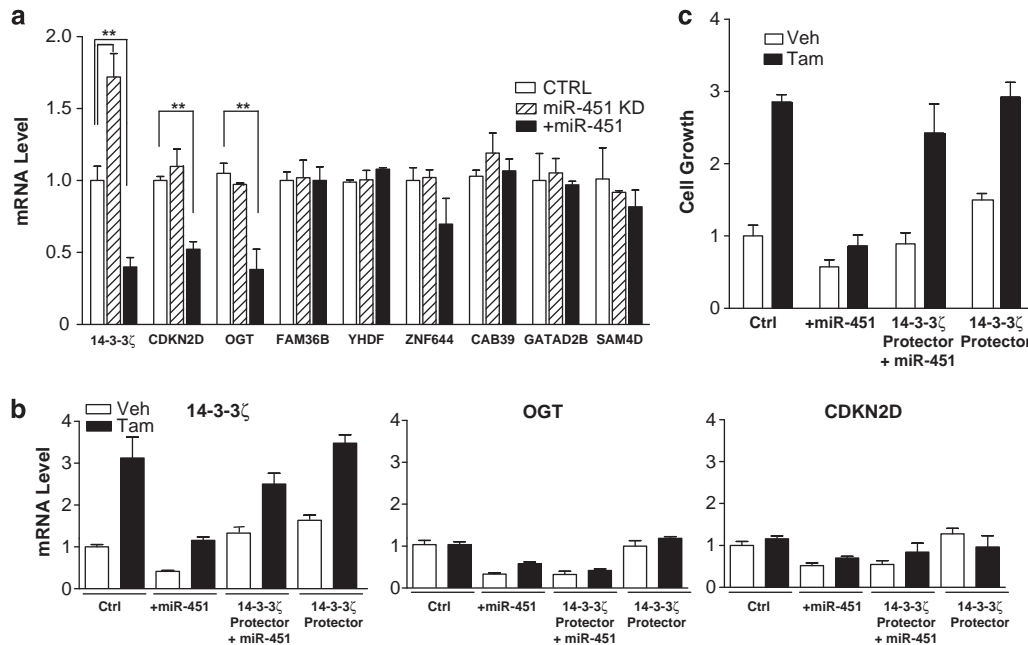 a
mRNA Level
2.0
1.5
1.0
0.5
0
**
**
**
CTRL
miR-451 KD
+miR-451
14-3-3ζ CDKN2D OGT FAM36B YHDF ZNF644 CAB39 GATAD2B SAM4D
c
Cell Growth
4
3
2
1
0
Veh
Tam
Ctrl +miR-451 14-3-3ζ 14-3-3ζ
Protector Protector
+ miR-451
b
mRNA Level
14-3-3ζ
Veh
Tam
4
3
2
1
0
Ctrl +miR-451 14-3-3ζ 14-3-3ζ
Protector Protector
+ miR-451
OGT
4
3
2
1
0
Ctrl +miR-451 14-3-3ζ 14-3-3ζ
Protector Protector
+ miR-451
CDKN2D
4
3
2
1
0
Ctrl +miR-451 14-3-3ζ 14-3-3ζ
Protector Protector
+ miR-451